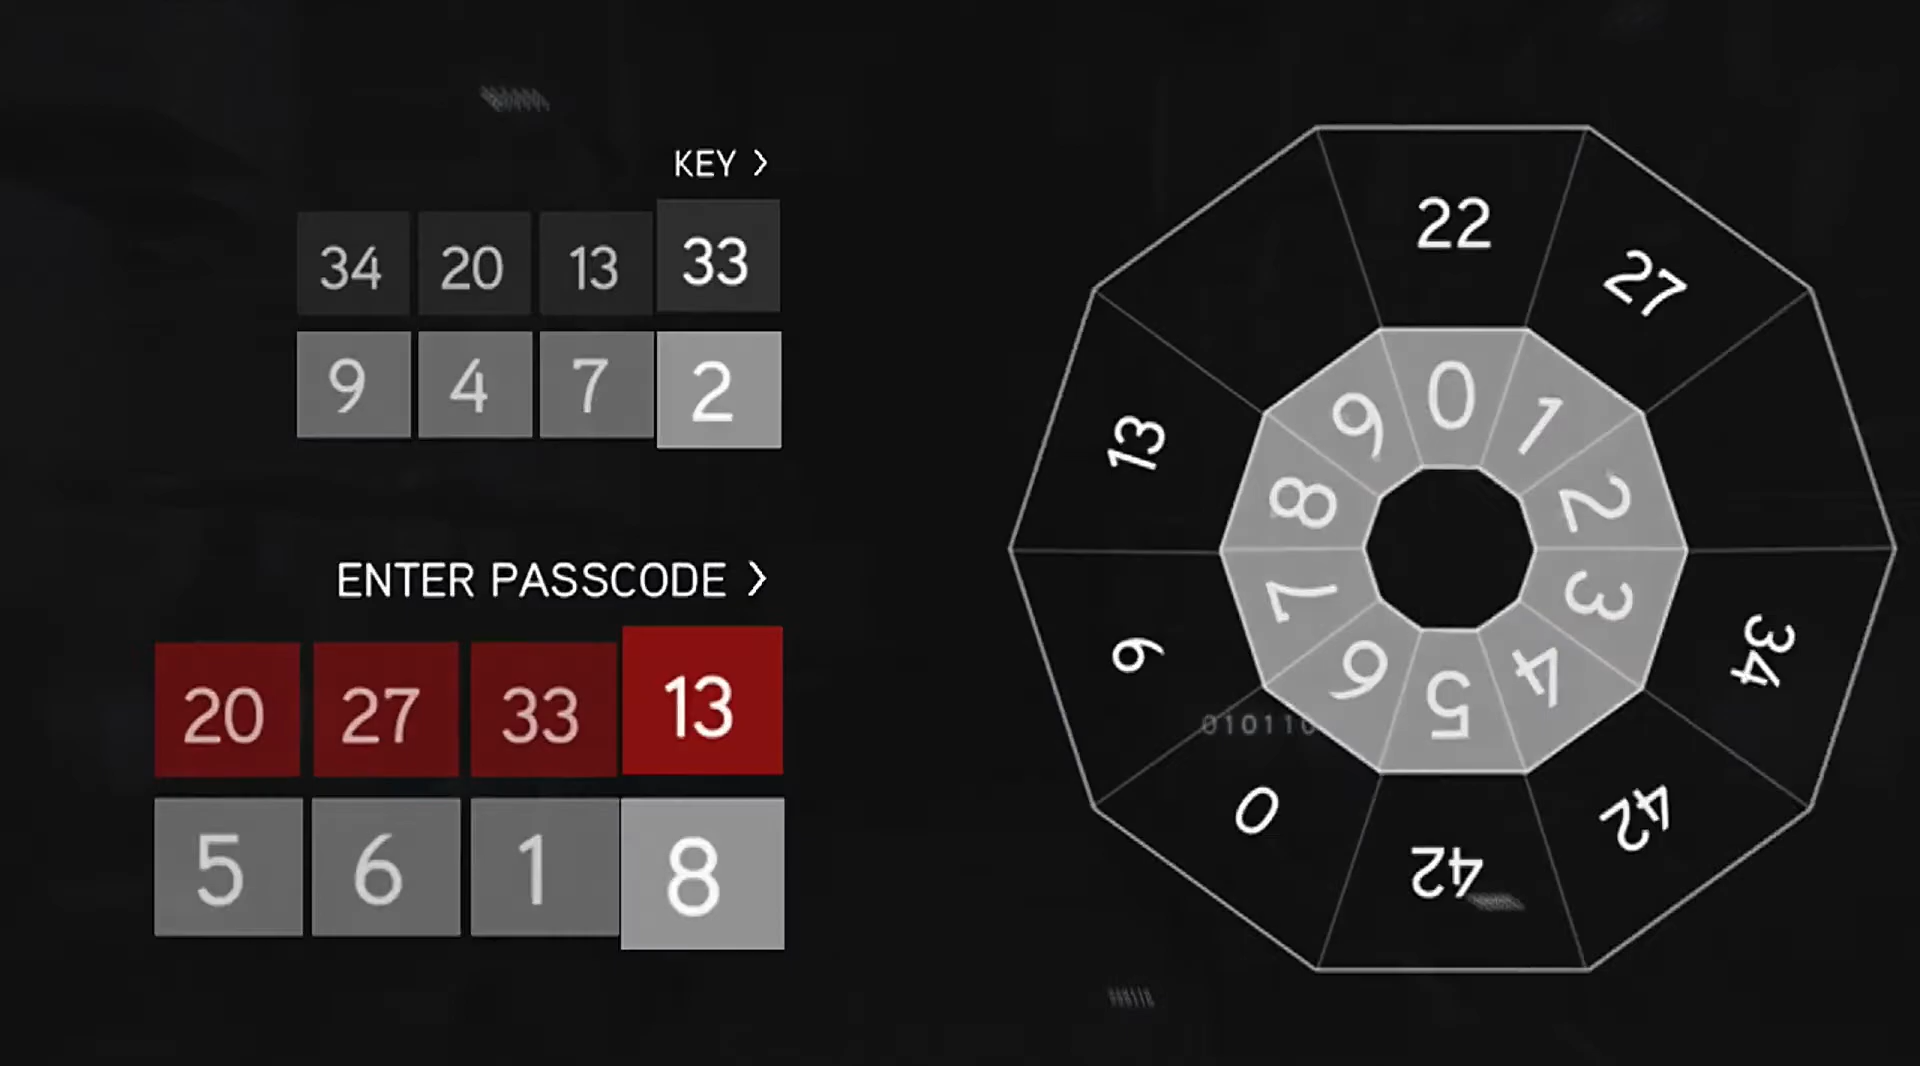 KEY >
34 20 13 33
9 4 7 2
ENTER PASSCODE >
20 27 33 13
5 6 1 8
22
27
34
42
42
0
6
13
0 1 2 3 4 5 6 7 8 9
010110